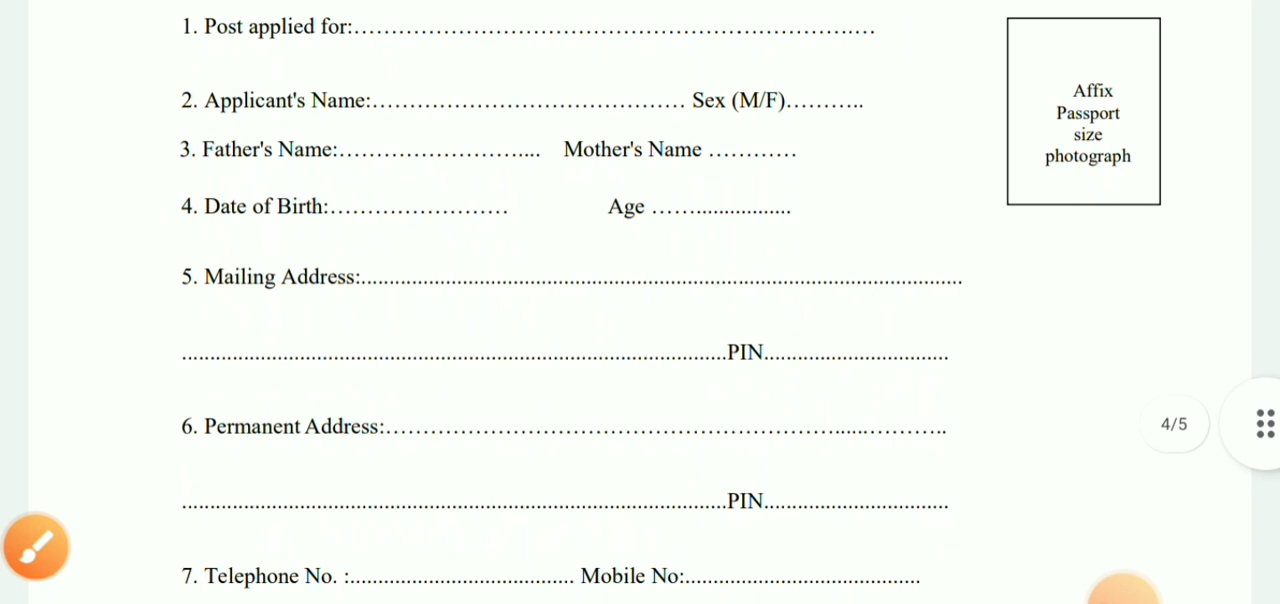 1. Post applied for:……………………………………………………………
2. Applicant's Name:…………………………………… Sex (M/F)………..
3. Father's Name:…………………….... Mother's Name …………
4. Date of Birth:…………………… Age ……..................
5. Mailing Address:.............................................................................................................
...................................................................................................PIN.................................
6. Permanent Address:……………………………………………………......………..
...................................................................................................PIN.................................
7. Telephone No. :........................................ Mobile No:..........................................
Affix
Passport
size
photograph
4/5